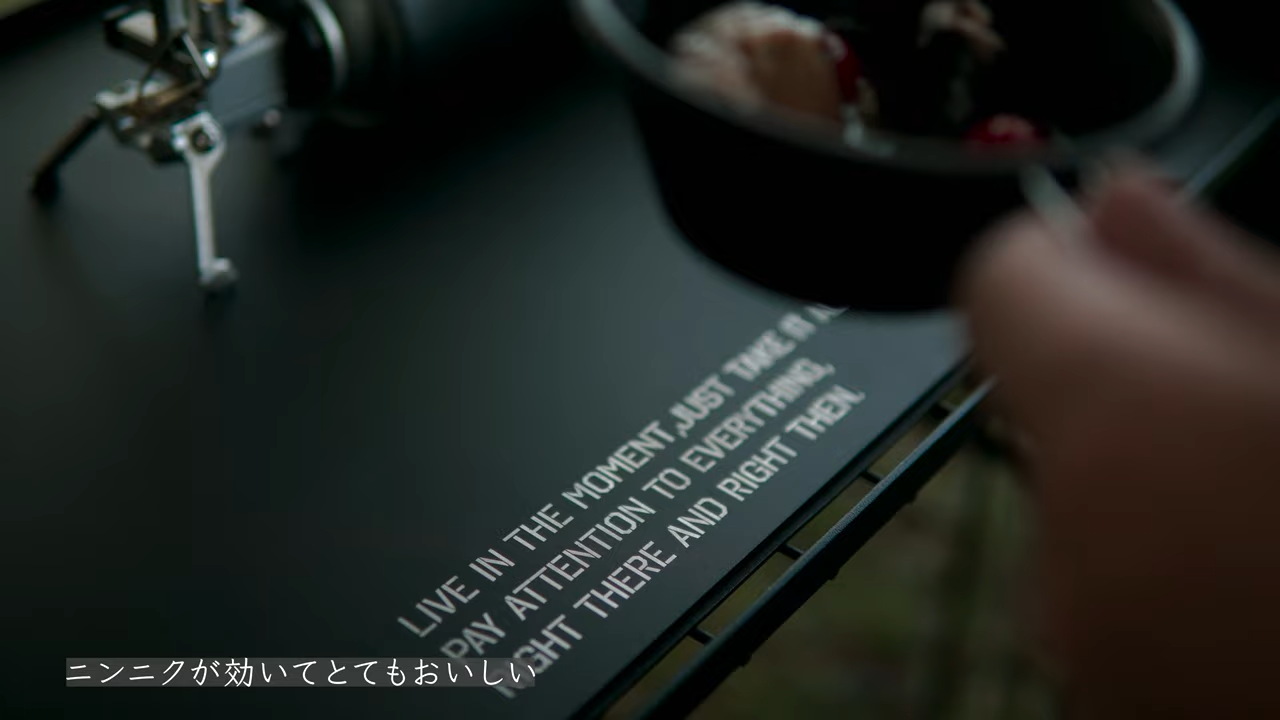 LIVE IN THE MOMENT,JUST TAKE IT
PAY ATTENTION TO EVERYTHING,
RIGHT THERE AND RIGHT THEN.
ニンニクが効いてとてもおいしい